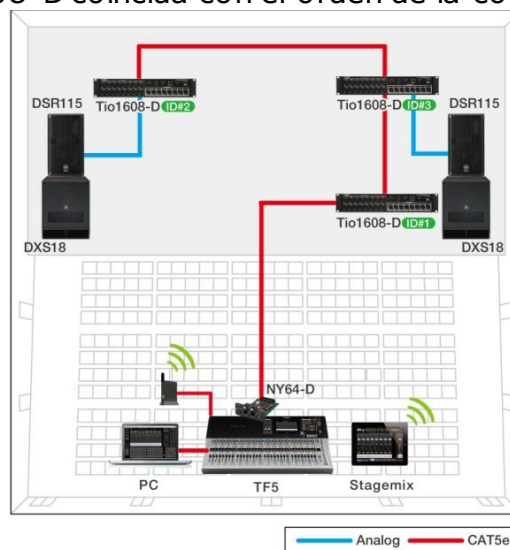 coincida con el orden de la
DSR115
Tio1608-D ID#2
Tio1608-D ID#3
DSR115
Tio1608-D ID#1
DXS18
DXS18
NY64-D
PC
TF5
Stagemix
Analog
CAT5e